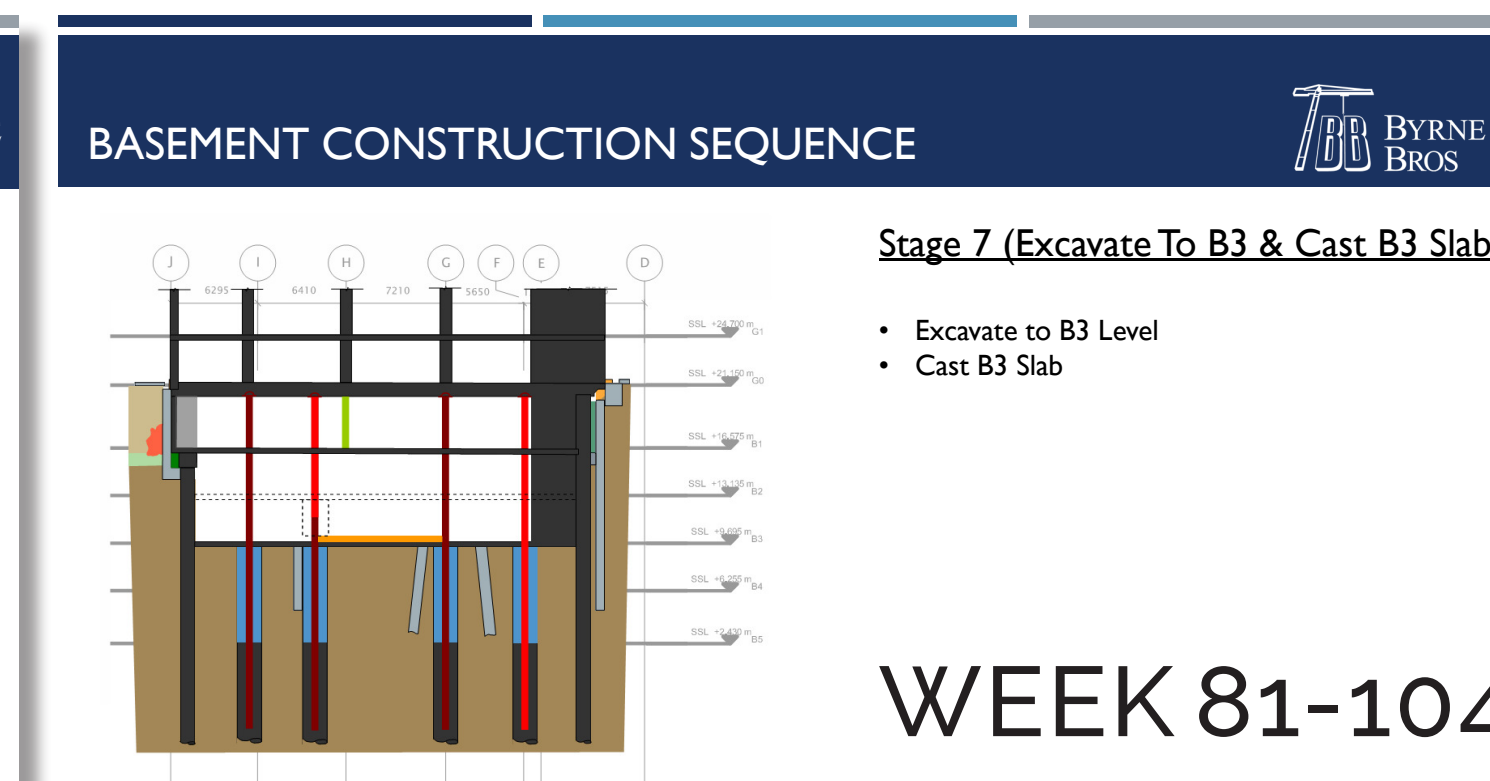 BASEMENT CONSTRUCTION SEQUENCE
BYRNE
BROS
Stage 7 (Excavate To B3 & Cast B3 Slab
• Excavate to B3 Level
• Cast B3 Slab
J I H G F E D
6295 6410 7210 5650
SSL +24,700 m G1
SSL +21,150 m G0
SSL +16,575 m B1
SSL +13,135 m B2
SSL +9,695 m B3
SSL +6,255 m B4
SSL +2,430 m B5
WEEK 81-104